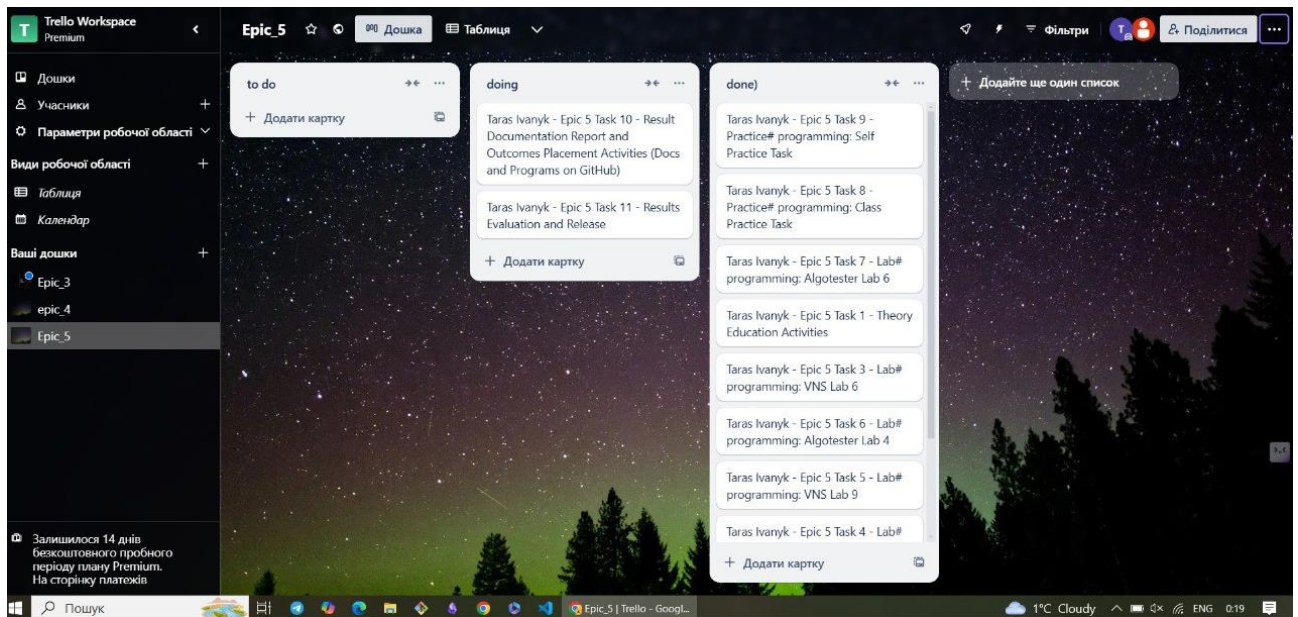 T
Trello Workspace
Premium
Epic_5
Дошка
Таблиця
Фільтри
T
Поділитися
Дошки
Учасники
Параметри робочої області
Види робочої області
Таблиця
Календар
Ваші дошки
Epic_3
epic_4
Epic_5
Залишилося 14 днів
безкоштовного пробного
періоду плану Premium.
На сторінку платежів
to do
Додати картку
doing
Taras Ivanyk - Epic 5 Task 10 - Result
Documentation Report and
Outcomes Placement Activities (Docs
and Programs on GitHub)
Taras Ivanyk - Epic 5 Task 11 - Results
Evaluation and Release
Додати картку
done)
Taras Ivanyk - Epic 5 Task 9 -
Practice# programming: Self
Practice Task
Taras Ivanyk - Epic 5 Task 8 -
Practice# programming: Class
Practice Task
Taras Ivanyk - Epic 5 Task 7 - Lab#
programming: Algotester Lab 6
Taras Ivanyk - Epic 5 Task 1 - Theory
Education Activities
Taras Ivanyk - Epic 5 Task 3 - Lab#
programming: VNS Lab 6
Taras Ivanyk - Epic 5 Task 6 - Lab#
programming: Algotester Lab 4
Taras Ivanyk - Epic 5 Task 5 - Lab#
programming: VNS Lab 9
Taras Ivanyk - Epic 5 Task 4 - Lab#
Додати картку
Додайте ще один список
Пошук
Epic_5 | Trello - Googl...
1°C Cloudy
ENG
0:19